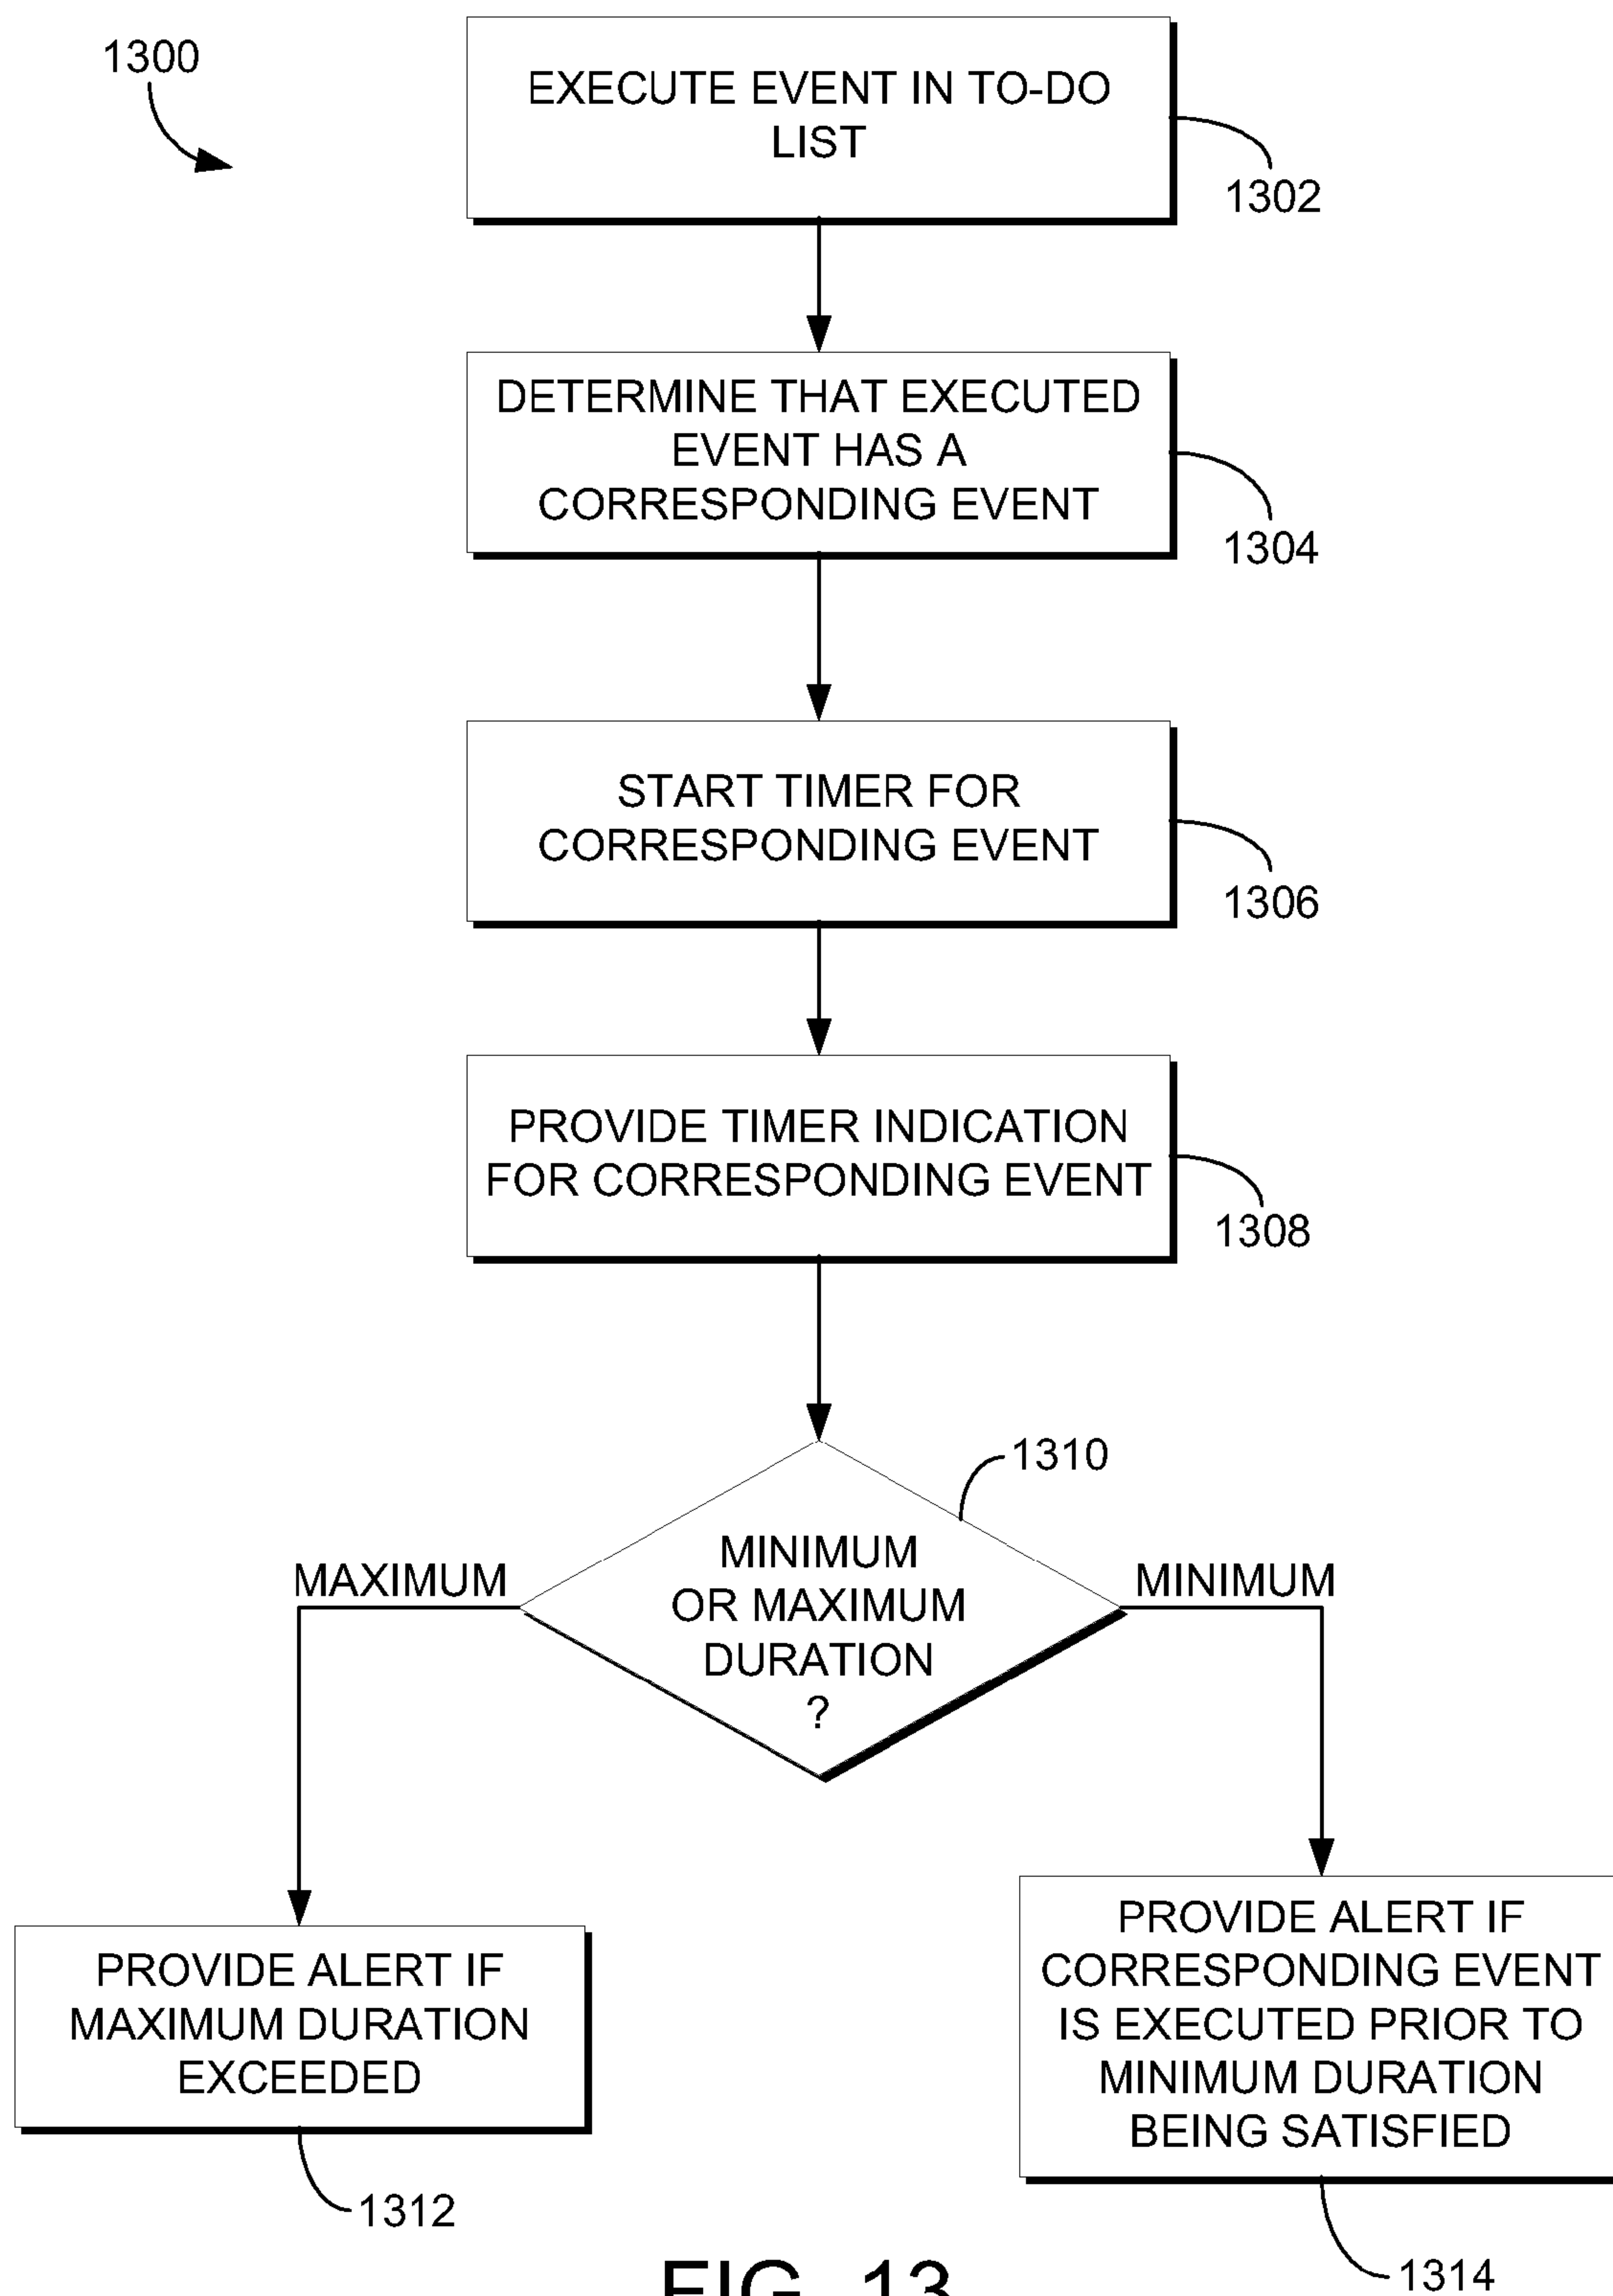 1300
EXECUTE EVENT IN TO-DO
LIST
1302
DETERMINE THAT EXECUTED
EVENT HAS A
CORRESPONDING EVENT
1304
START TIMER FOR
CORRESPONDING EVENT
1306
PROVIDE TIMER INDICATION
FOR CORRESPONDING EVENT
1308
1310
MINIMUM
OR MAXIMUM
DURATION
?
MAXIMUM
MINIMUM
PROVIDE ALERT IF
MAXIMUM DURATION
EXCEEDED
1312
PROVIDE ALERT IF
CORRESPONDING EVENT
IS EXECUTED PRIOR TO
MINIMUM DURATION
BEING SATISFIED
1314
FIG. 13